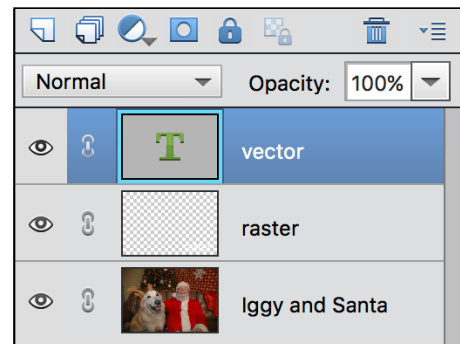 Normal Opacity: 100%
T
vector
raster
Iggy and Santa